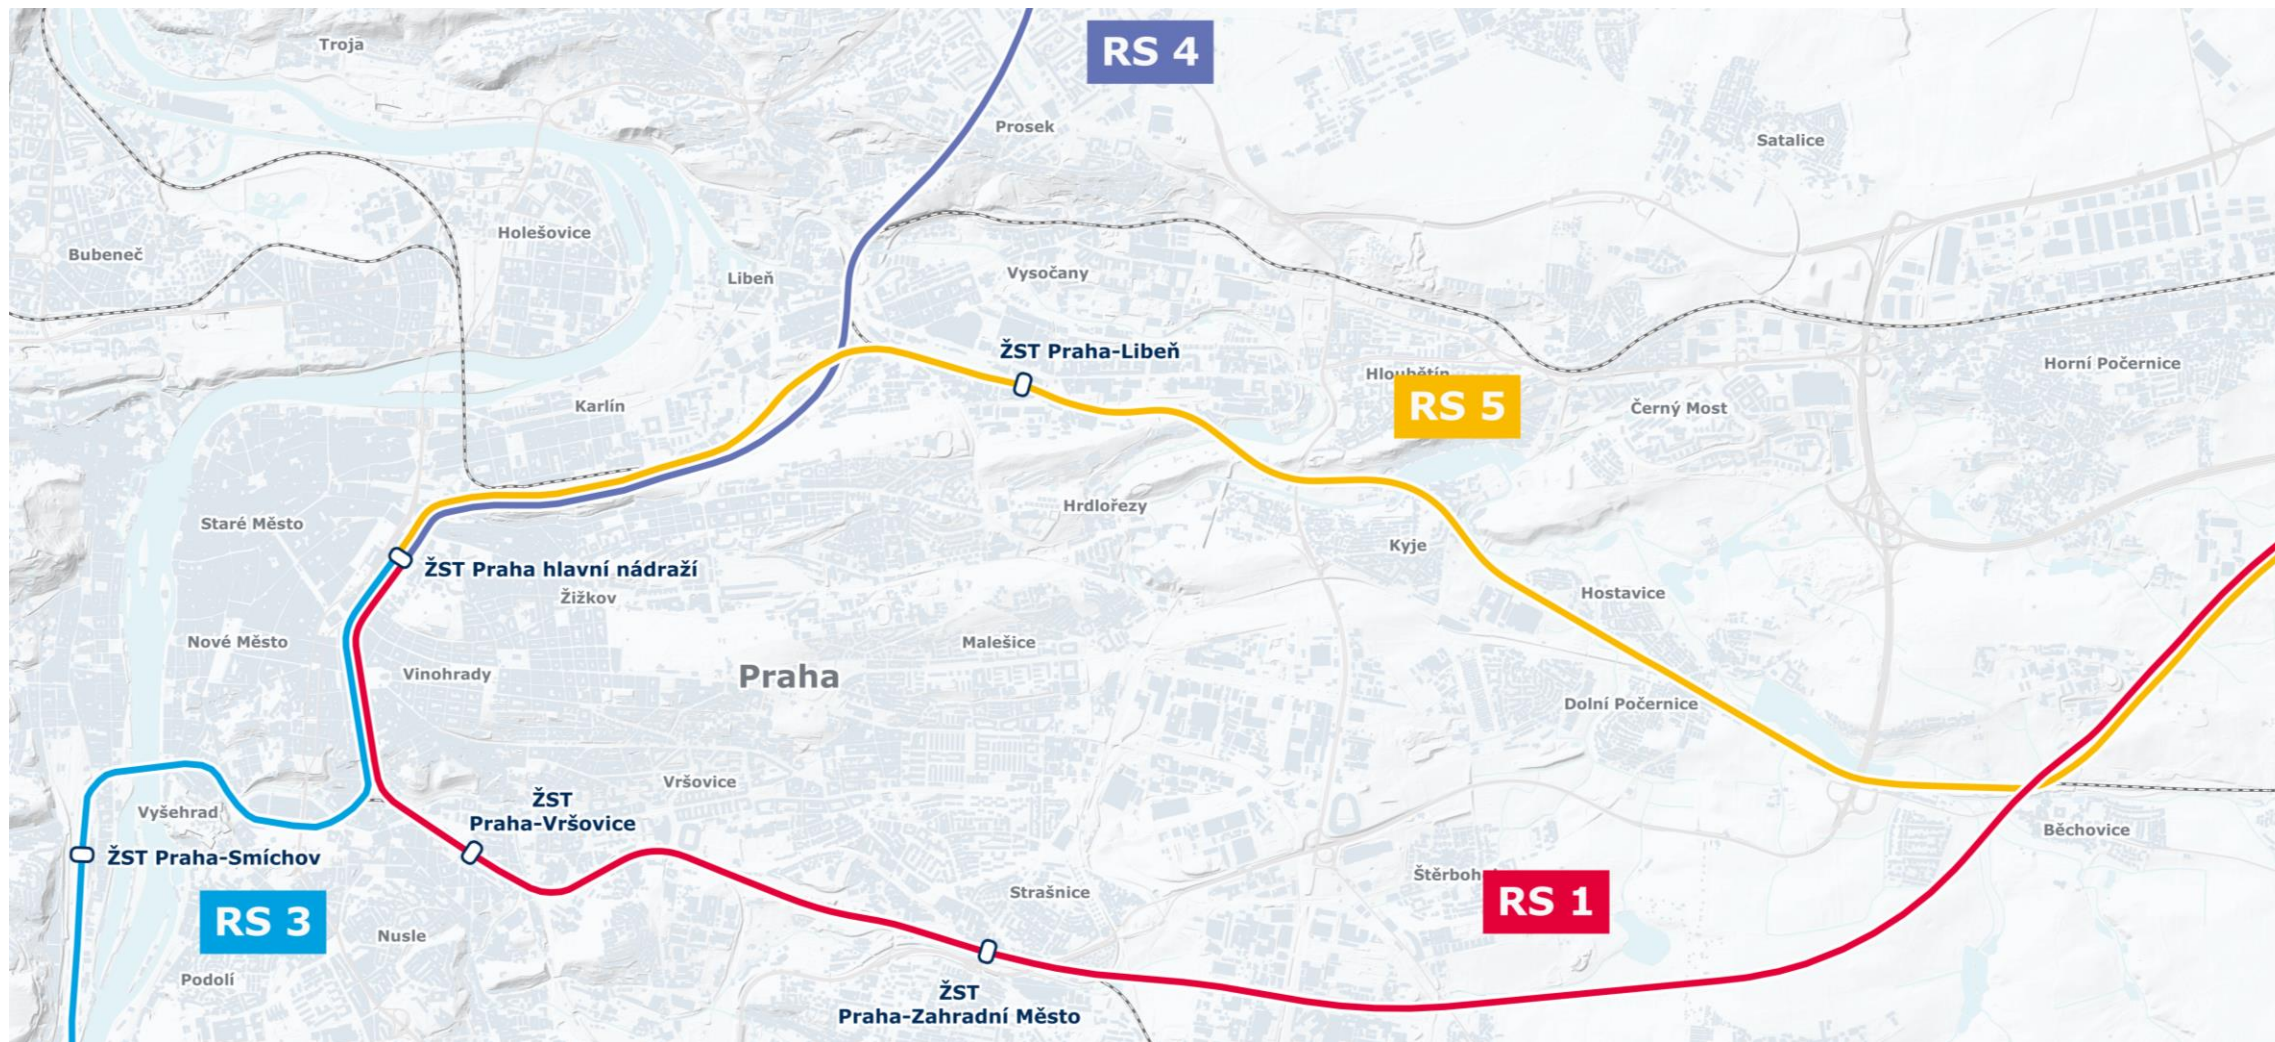 Troja
RS 4
Prosek
Satalice
Holešovice
Bubeneč
Libeň
Vysočany
ŽST Praha-Libeň
Hloubětín
Horní Počernice
RS 5
Karlín
Černý Most
Hrdlořezy
Staré Město
Kyje
ŽST Praha hlavní nádraží
Žižkov
Hostavice
Nové Město
Malešice
Vinohrady
Praha
Dolní Počernice
Vršovice
ŽST
Praha-Vršovice
Vyšehrad
Běchovice
ŽST Praha-Smíchov
Štěrboh
Strašnice
RS 1
RS 3
Nusle
Podolí
ŽST
Praha-Zahradní Město